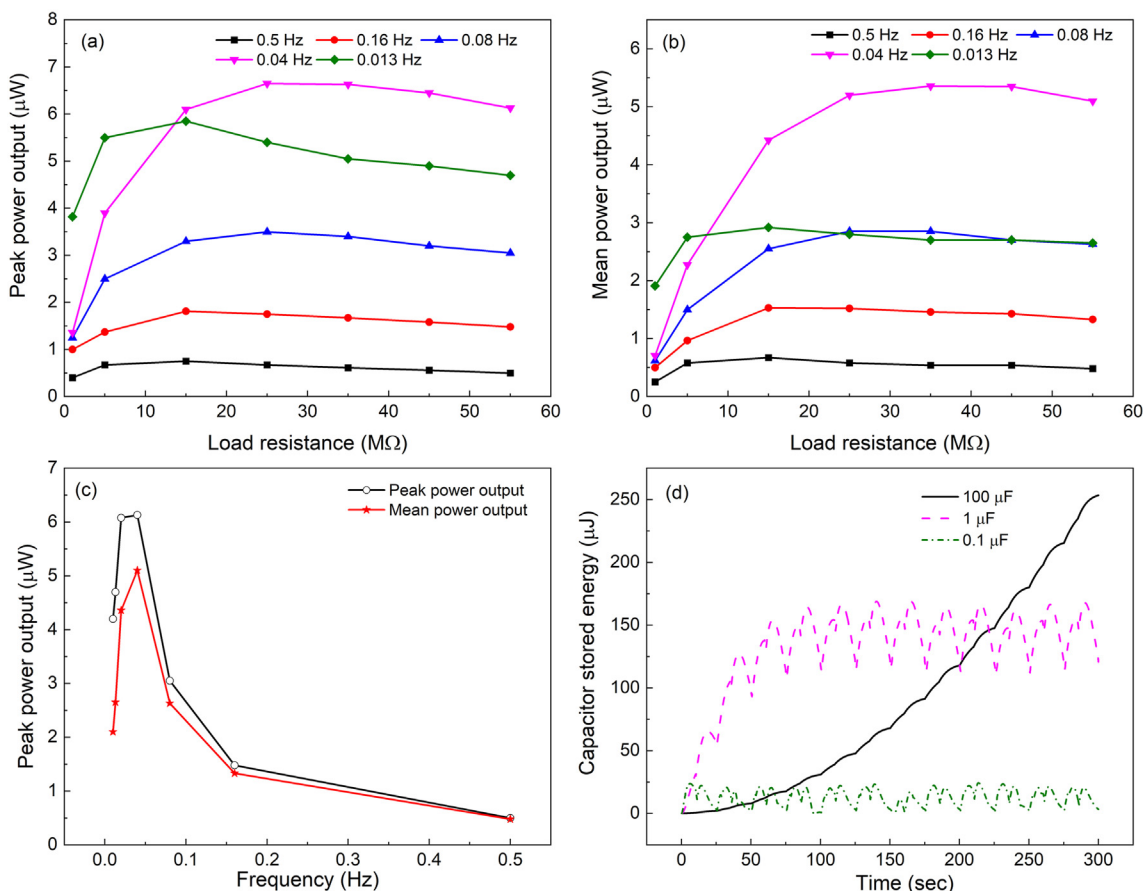 (a)
0.5 Hz 0.16 Hz 0.08 Hz
0.04 Hz 0.013 Hz
8
7
6
5
4
3
2
1
0
Peak power output (μW)
0 10 20 30 40 50 60
Load resistance (MΩ)
(b)
0.5 Hz 0.16 Hz 0.08 Hz
0.04 Hz 0.013 Hz
6
5
4
3
2
1
0
Mean power output (μW)
0 10 20 30 40 50 60
Load resistance (MΩ)
(c)
Peak power output
Mean power output
7
6
5
4
3
2
1
0
Peak power output (μW)
0.0 0.1 0.2 0.3 0.4 0.5
Frequency (Hz)
(d)
100 μF
1 μF
0.1 μF
250
200
150
100
50
0
Capacitor stored energy (μJ)
0 50 100 150 200 250 300
Time (sec)